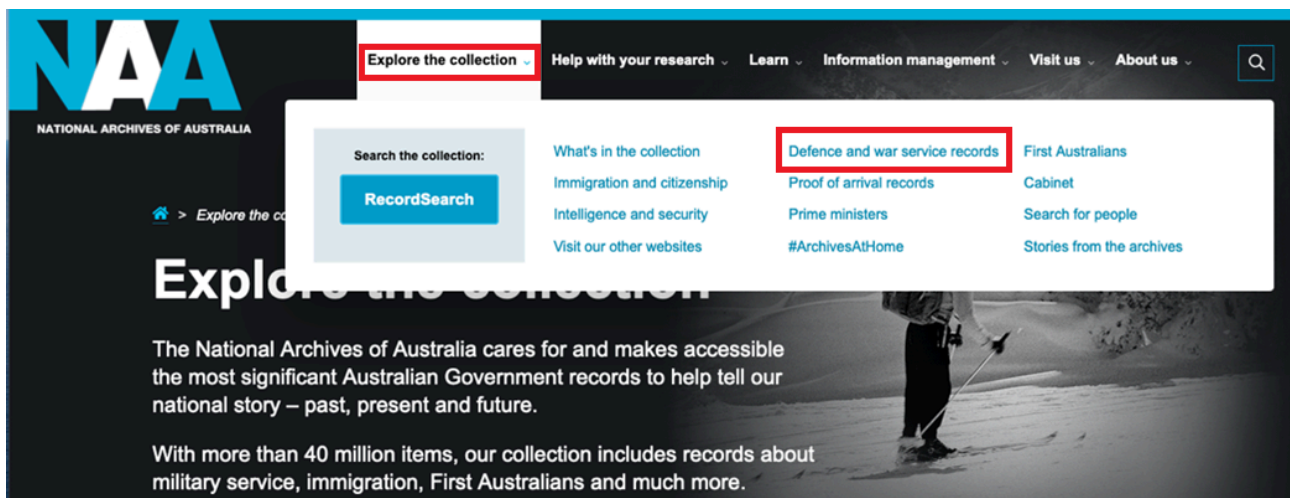 NAA
NATIONAL ARCHIVES OF AUSTRALIA
Explore the collection
Help with your research
Learn
Information management
Visit us
About us
Search the collection:
RecordSearch
What's in the collection
Immigration and citizenship
Intelligence and security
Visit our other websites
Defence and war service records
Proof of arrival records
Prime ministers
#ArchivesAtHome
First Australians
Cabinet
Search for people
Stories from the archives
> Explore the co
Explore the collection
The National Archives of Australia cares for and makes accessible
the most significant Australian Government records to help tell our
national story – past, present and future.
With more than 40 million items, our collection includes records about
military service, immigration, First Australians and much more.